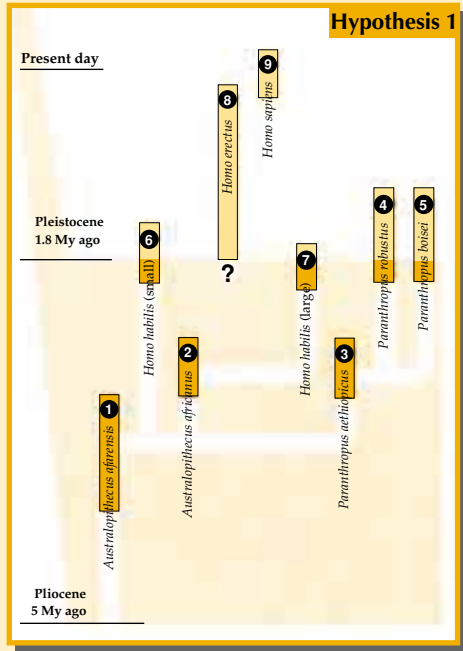 Hypothesis 1
Present day
9
Homo sapiens
8
Homo erectus
4
Paranthropus robustus
5
Paranthropus boisei
Pleistocene
1.8 My ago
6
Homo habilis (small)
7
Homo habilis (large)
?
2
Australopithecus africanus
3
Paranthropus aethiopicus
1
Australopithecus afarensis
Pliocene
5 My ago